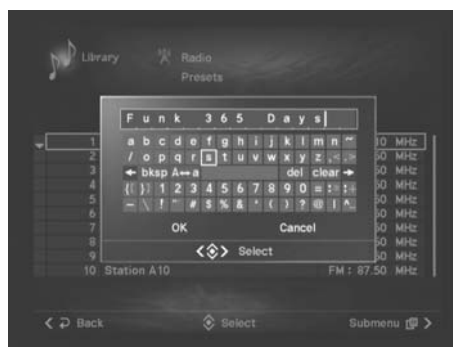 Library
Radio
Presets
Funk 365 Days
a b c d e f g h i j k l m n ~
/ o p q r s t u v w x y z .< .>
← bksp A↔a del clear →
{( )} 1 2 3 4 5 6 7 8 9 0 = : ;
- \ ! " # $ % & ' ( ) ? @ | ^
OK Cancel
Select
1 MHz
2 MHz
3 MHz
4 MHz
5 MHz
6 MHz
7 MHz
8 MHz
9 MHz
10 Station A10 FM : 87.50 MHz
Back Select Submenu